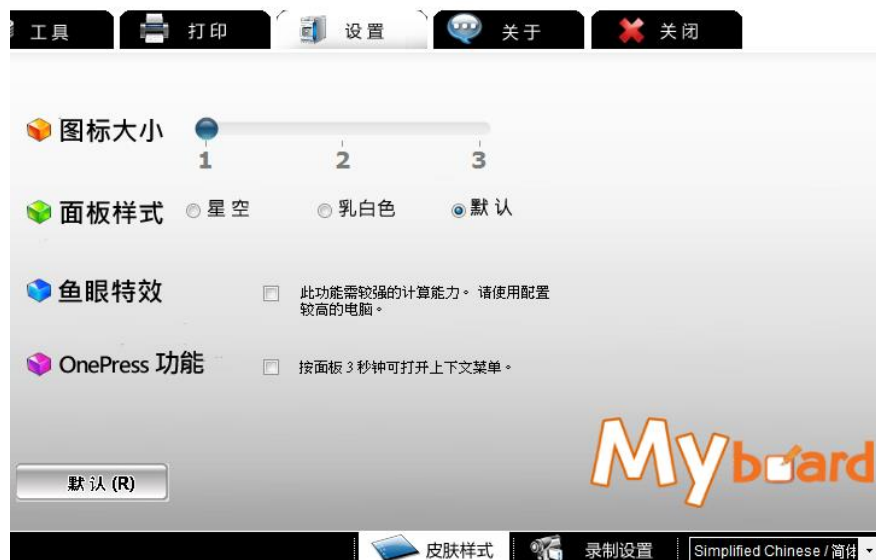 工具 打印 设置 关于 关闭
图标大小
1 2 3
面板样式 星空 乳白色 默认
鱼眼特效 此功能需较强的计算能力。请使用配置
较高的电脑。
OnePress 功能 按面板 3 秒钟可打开上下文菜单。
Myboard
默认 (R)
皮肤样式 录制设置 Simplified Chinese / 简体